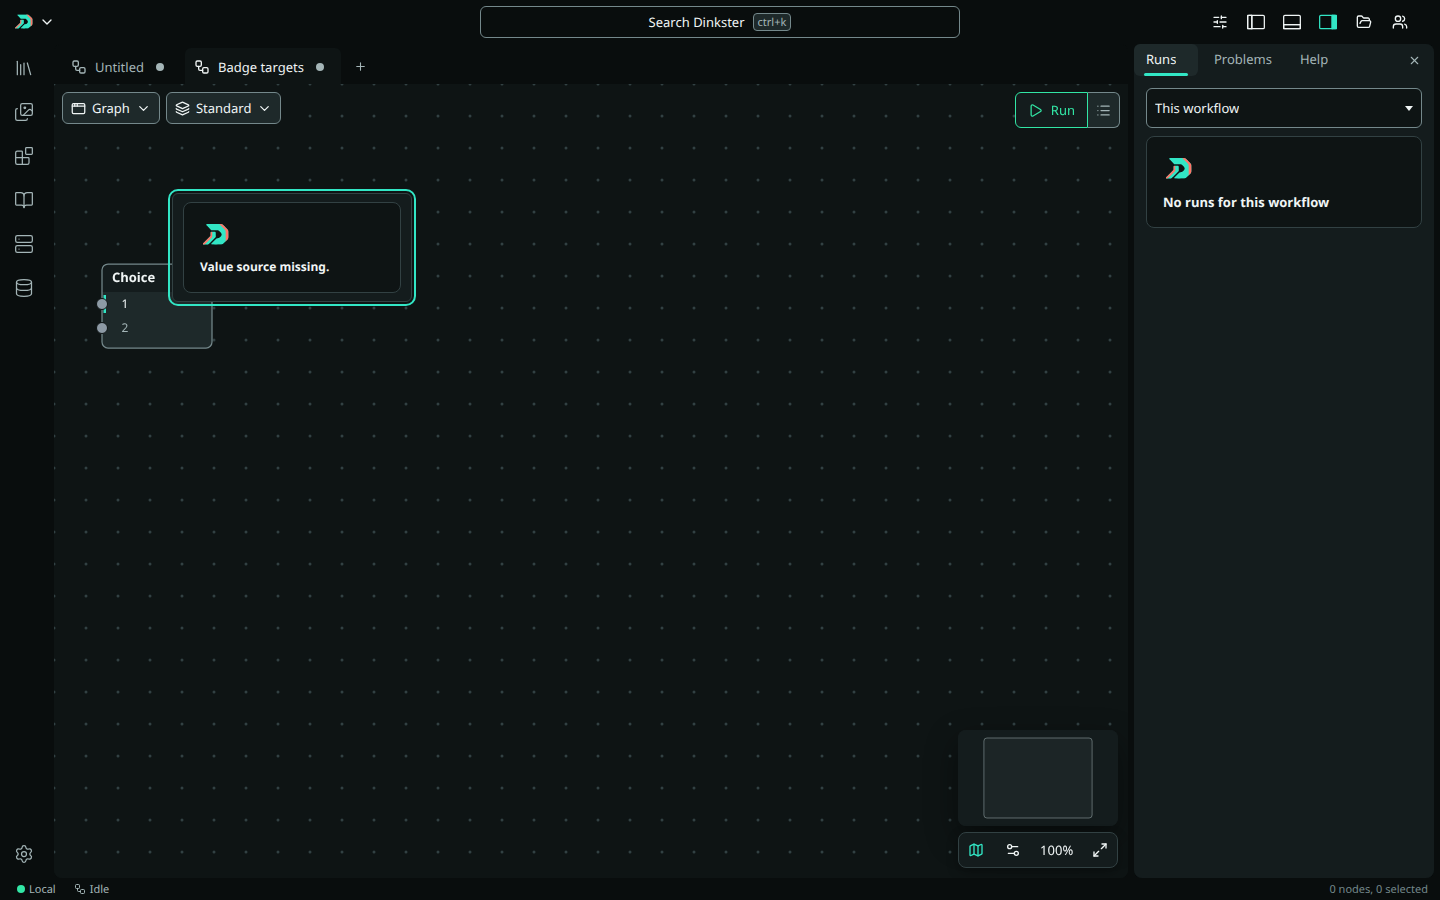 Search Dinkster ctrl+k
Untitled
Badge targets
Runs
Problems
Help
Graph
Standard
Run
This workflow
No runs for this workflow
Value source missing.
Choice
1
2
100%
Local
Idle
0 nodes, 0 selected